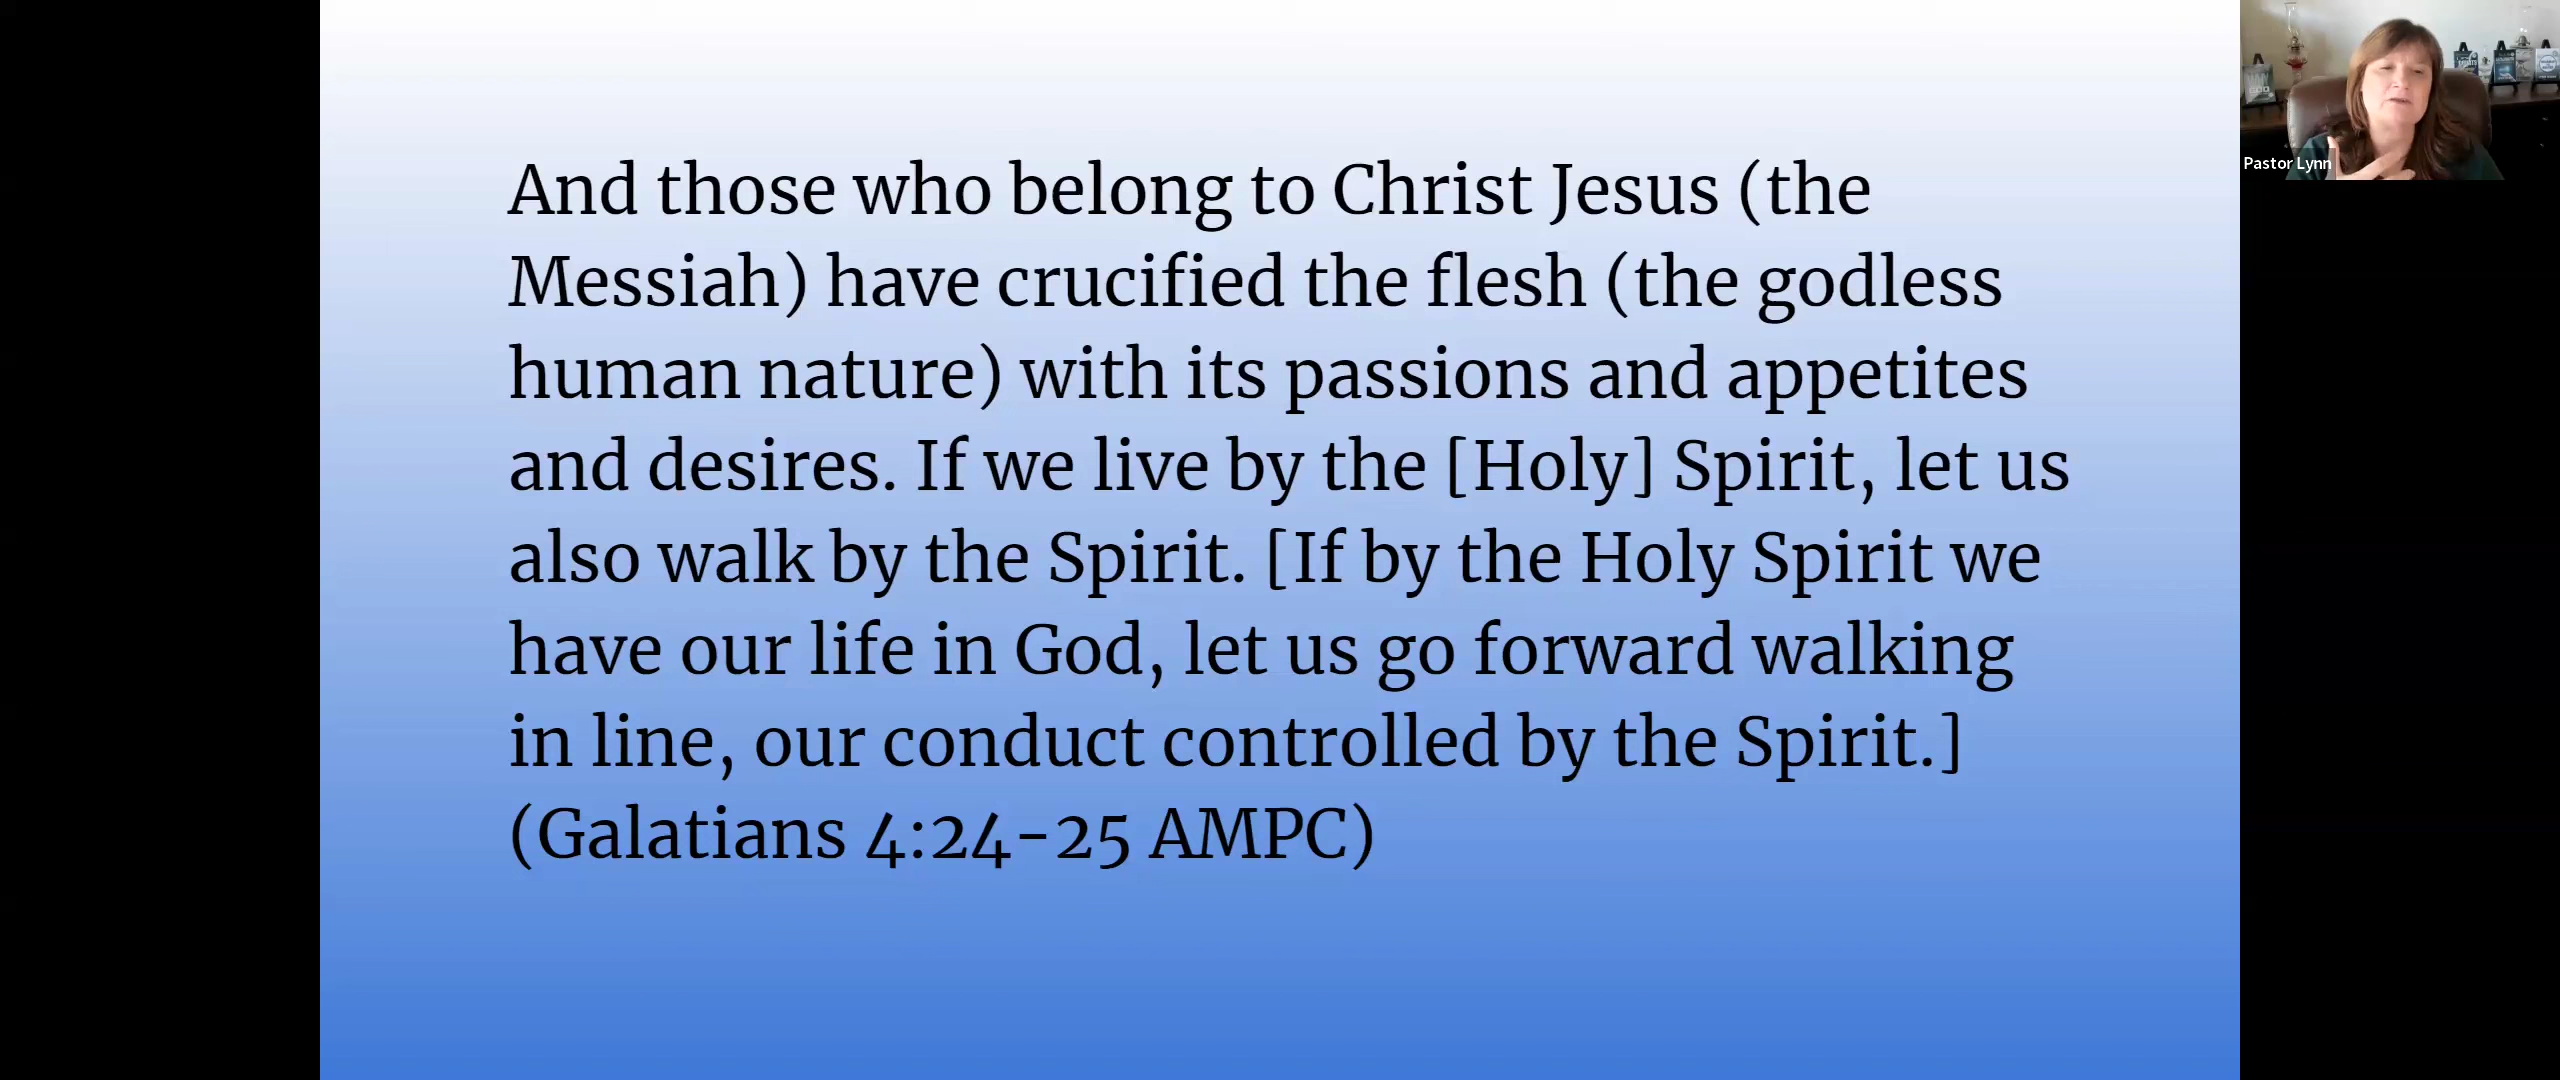 And those who belong to Christ Jesus (the
Messiah) have crucified the flesh (the godless
human nature) with its passions and appetites
and desires. If we live by the [Holy] Spirit, let us
also walk by the Spirit. [If by the Holy Spirit we
have our life in God, let us go forward walking
in line, our conduct controlled by the Spirit.]
(Galatians 4:24-25 AMPC)
Pastor Lynn